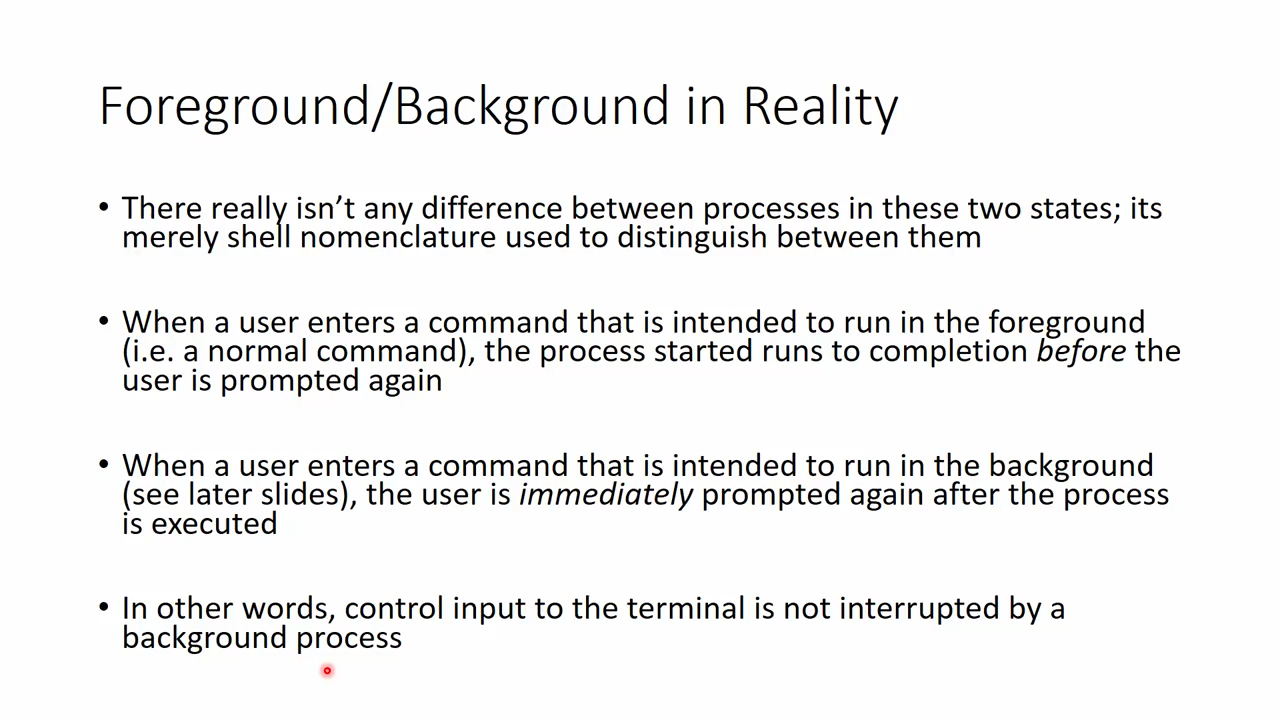 Foreground/Background in Reality
• There really isn’t any difference between processes in these two states; its
merely shell nomenclature used to distinguish between them
• When a user enters a command that is intended to run in the foreground
(i.e. a normal command), the process started runs to completion before the
user is prompted again
• When a user enters a command that is intended to run in the background
(see later slides), the user is immediately prompted again after the process
is executed
• In other words, control input to the terminal is not interrupted by a
background process